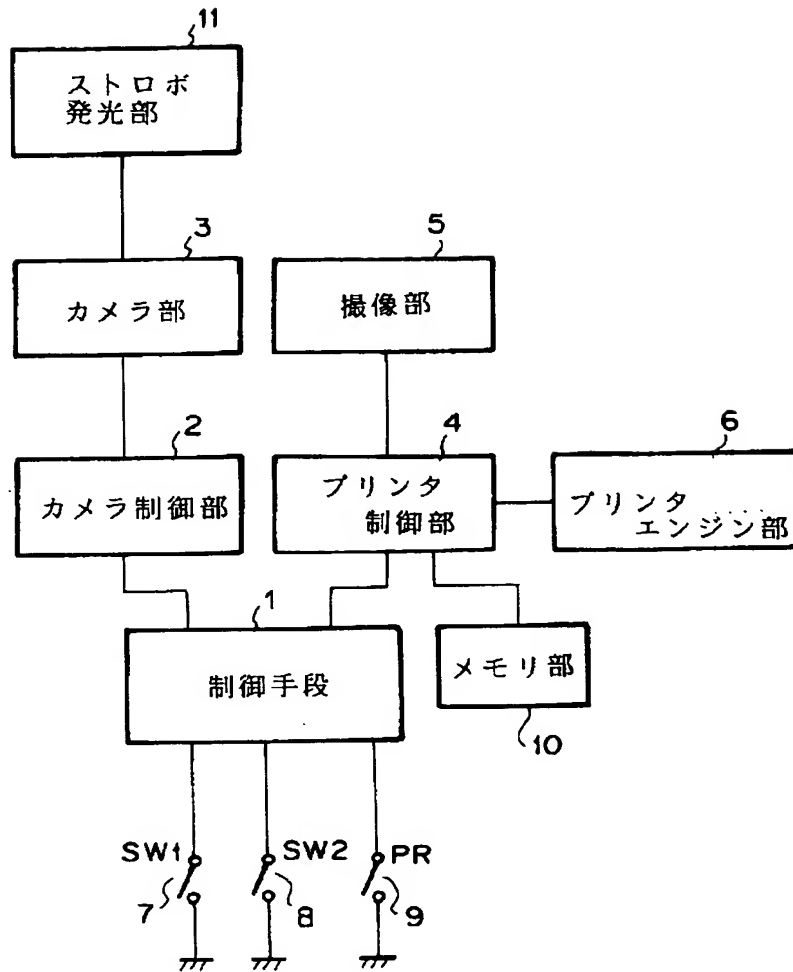 11
ストロボ
発光部
3
カメラ部
5
撮像部
2
カメラ制御部
4
プリンタ
制御部
6
プリンタ
エンジン部
1
制御手段
メモリ部
10
SW1
7
SW2
8
PR
9